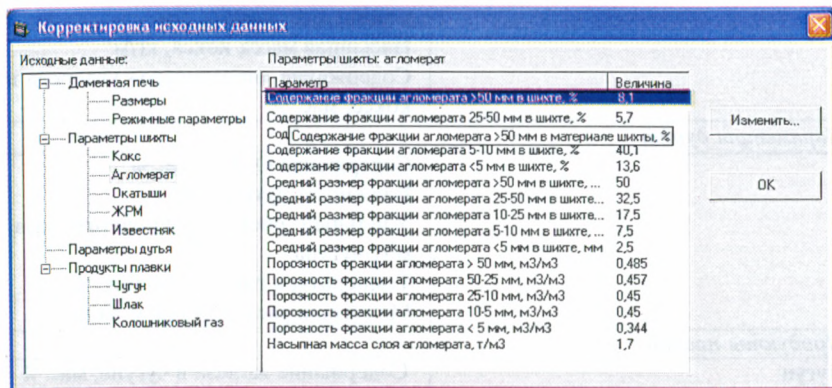 Корректировка исходных данных
Исходные данные:
Доменная печь
Размеры
Режимные параметры
Параметры шихты
Кокс
Агломерат
Окатыши
ЖРМ
Известняк
Параметры дутья
Продукты плавки
Чугун
Шлак
Колошниковый газ
Параметры шихты: агломерат
Параметр Величина
Содержание фракции агломерата >50 мм в шихте, % 8,1
Содержание фракции агломерата 25-50 мм в шихте, % 5,7
Сод
Содержание фракции агломерата >50 мм в материале шихты, %
Содержание фракции агломерата 5-10 мм в шихте, % 40,1
Содержание фракции агломерата <5 мм в шихте, % 13,6
Средний размер фракции агломерата >50 мм в шихте, ... 50
Средний размер фракции агломерата 25-50 мм в шихте... 32,5
Средний размер фракции агломерата 10-25 мм в шихте... 17,5
Средний размер фракции агломерата 5-10 мм в шихте, ... 7,5
Средний размер фракции агломерата <5 мм в шихте, мм 2,5
Порозность фракции агломерата > 50 мм, м3/м3 0,485
Порозность фракции агломерата 50-25 мм, м3/м3 0,457
Порозность фракции агломерата 25-10 мм, м3/м3 0,45
Порозность фракции агломерата 10-5 мм, м3/м3 0,45
Порозность фракции агломерата < 5 мм, м3/м3 0,344
Насыпная масса слоя агломерата, т/м3 1,7
Изменить...
OK